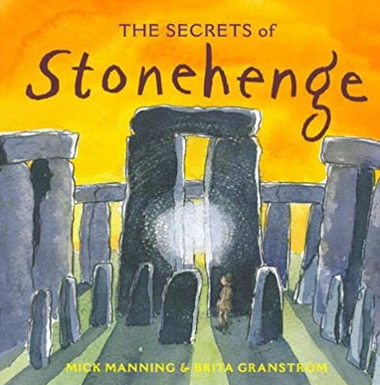 THE SECRETS of
Stonehenge
MICK MANNING & BRITA GRANSTRÖM